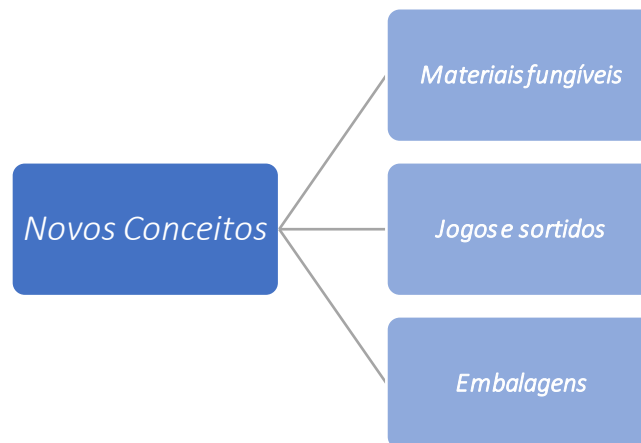 Novos Conceitos
Materiais fungíveis
Jogos e sortidos
Embalagens